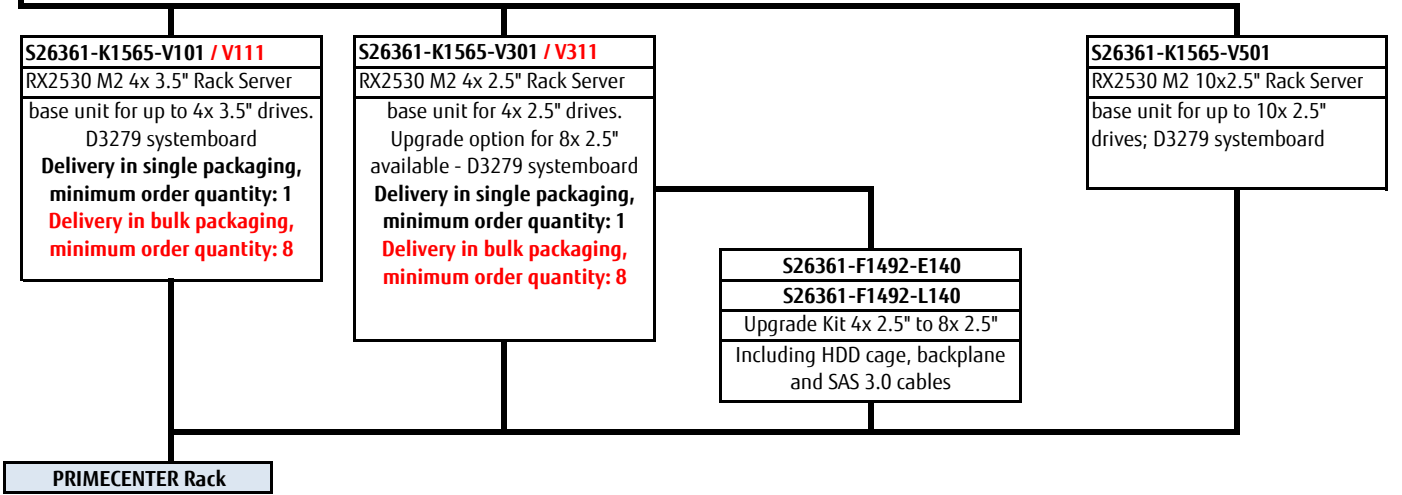 S26361-K1565-V101 / V111
RX2530 M2 4x 3.5" Rack Server
base unit for up to 4x 3.5" drives.
D3279 systemboard
Delivery in single packaging,
minimum order quantity: 1
Delivery in bulk packaging,
minimum order quantity: 8
S26361-K1565-V301 / V311
RX2530 M2 4x 2.5" Rack Server
base unit for 4x 2.5" drives.
Upgrade option for 8x 2.5"
available - D3279 systemboard
Delivery in single packaging,
minimum order quantity: 1
Delivery in bulk packaging,
minimum order quantity: 8
S26361-F1492-E140
S26361-F1492-L140
Upgrade Kit 4x 2.5" to 8x 2.5"
Including HDD cage, backplane
and SAS 3.0 cables
S26361-K1565-V501
RX2530 M2 10x2.5" Rack Server
base unit for up to 10x 2.5"
drives; D3279 systemboard
PRIMECENTER Rack